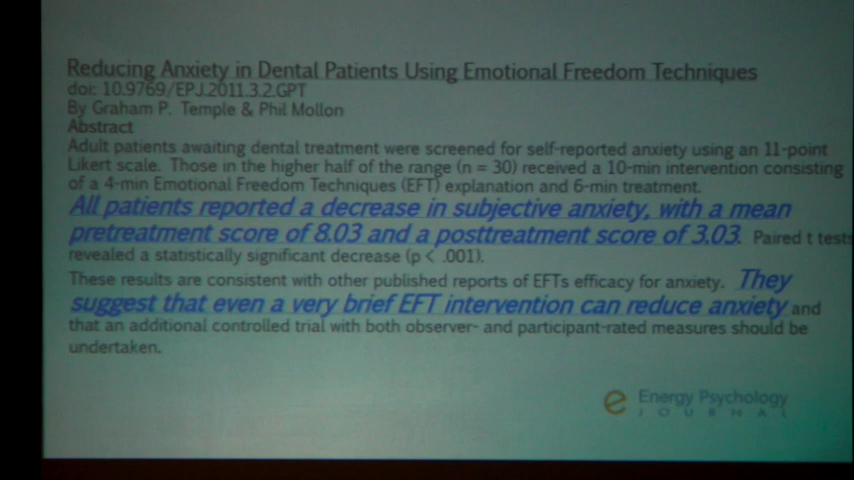 Reducing Anxiety in Dental Patients Using Emotional Freedom Techniques
doi: 10.9769/EPJ.2011.3.2.GPT
By Graham P. Temple & Phil Mollon
Abstract
Adult patients awaiting dental treatment were screened for self-reported anxiety using an 11-point
Likert scale. Those in the higher half of the range (n = 30) received a 10-min intervention consisting
of a 4-min Emotional Freedom Techniques (EFT) explanation and 6-min treatment.
All patients reported a decrease in subjective anxiety, with a mean
pretreatment score of 8.03 and a posttreatment score of 3.03. Paired t tests
revealed a statistically significant decrease (p < .001).
These results are consistent with other published reports of EFTs efficacy for anxiety. They
suggest that even a very brief EFT intervention can reduce anxiety and
that an additional controlled trial with both observer- and participant-rated measures should be
undertaken.
e Energy Psychology
JOURNAL